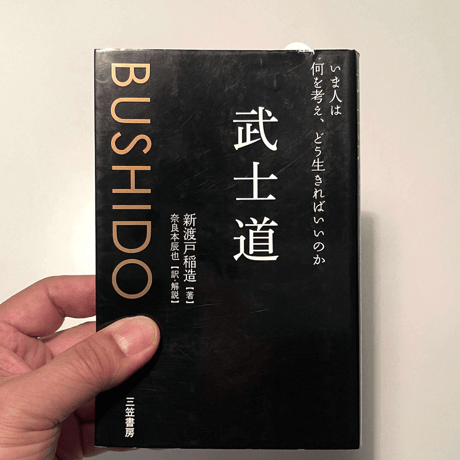 いま人は
何を考え、どう生きればいいのか
武士道
新渡戸稲造【著】
奈良本辰也【訳・解説】
BUSHIDO
三笠書房